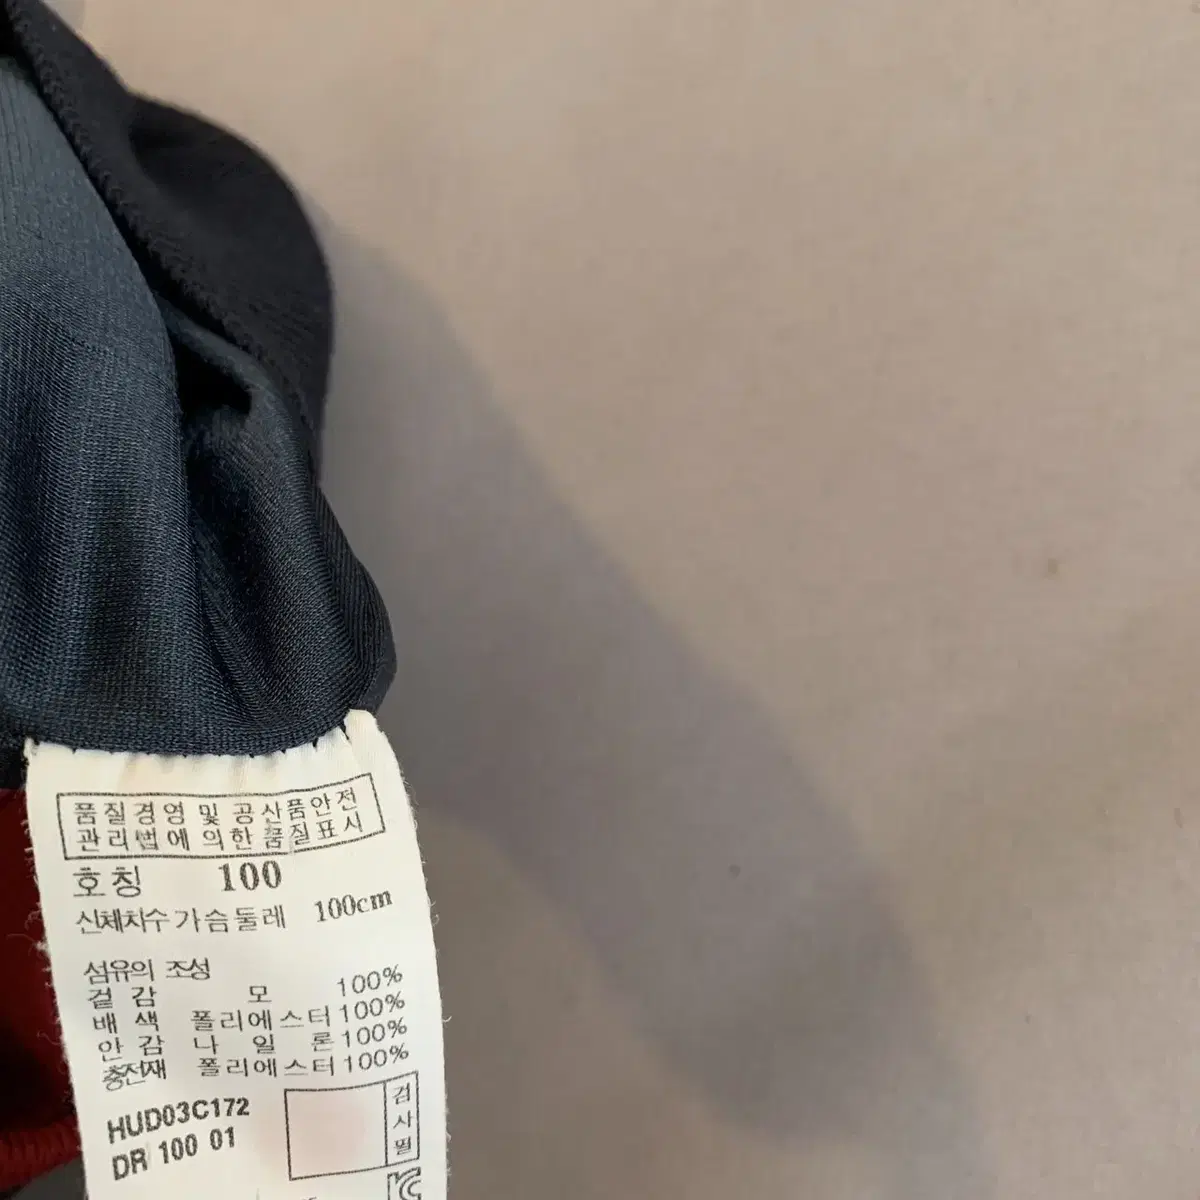 품질경영 및 공산품안전
관리법에 의한 품질표시
호칭 100
신체치수 가슴둘레 100cm
섬유의 조성
겉감 모 100%
배색 폴리에스터 100%
안감 나일론 100%
충전재 폴리에스터 100%
HUD03C172
DR 100 01
검사필